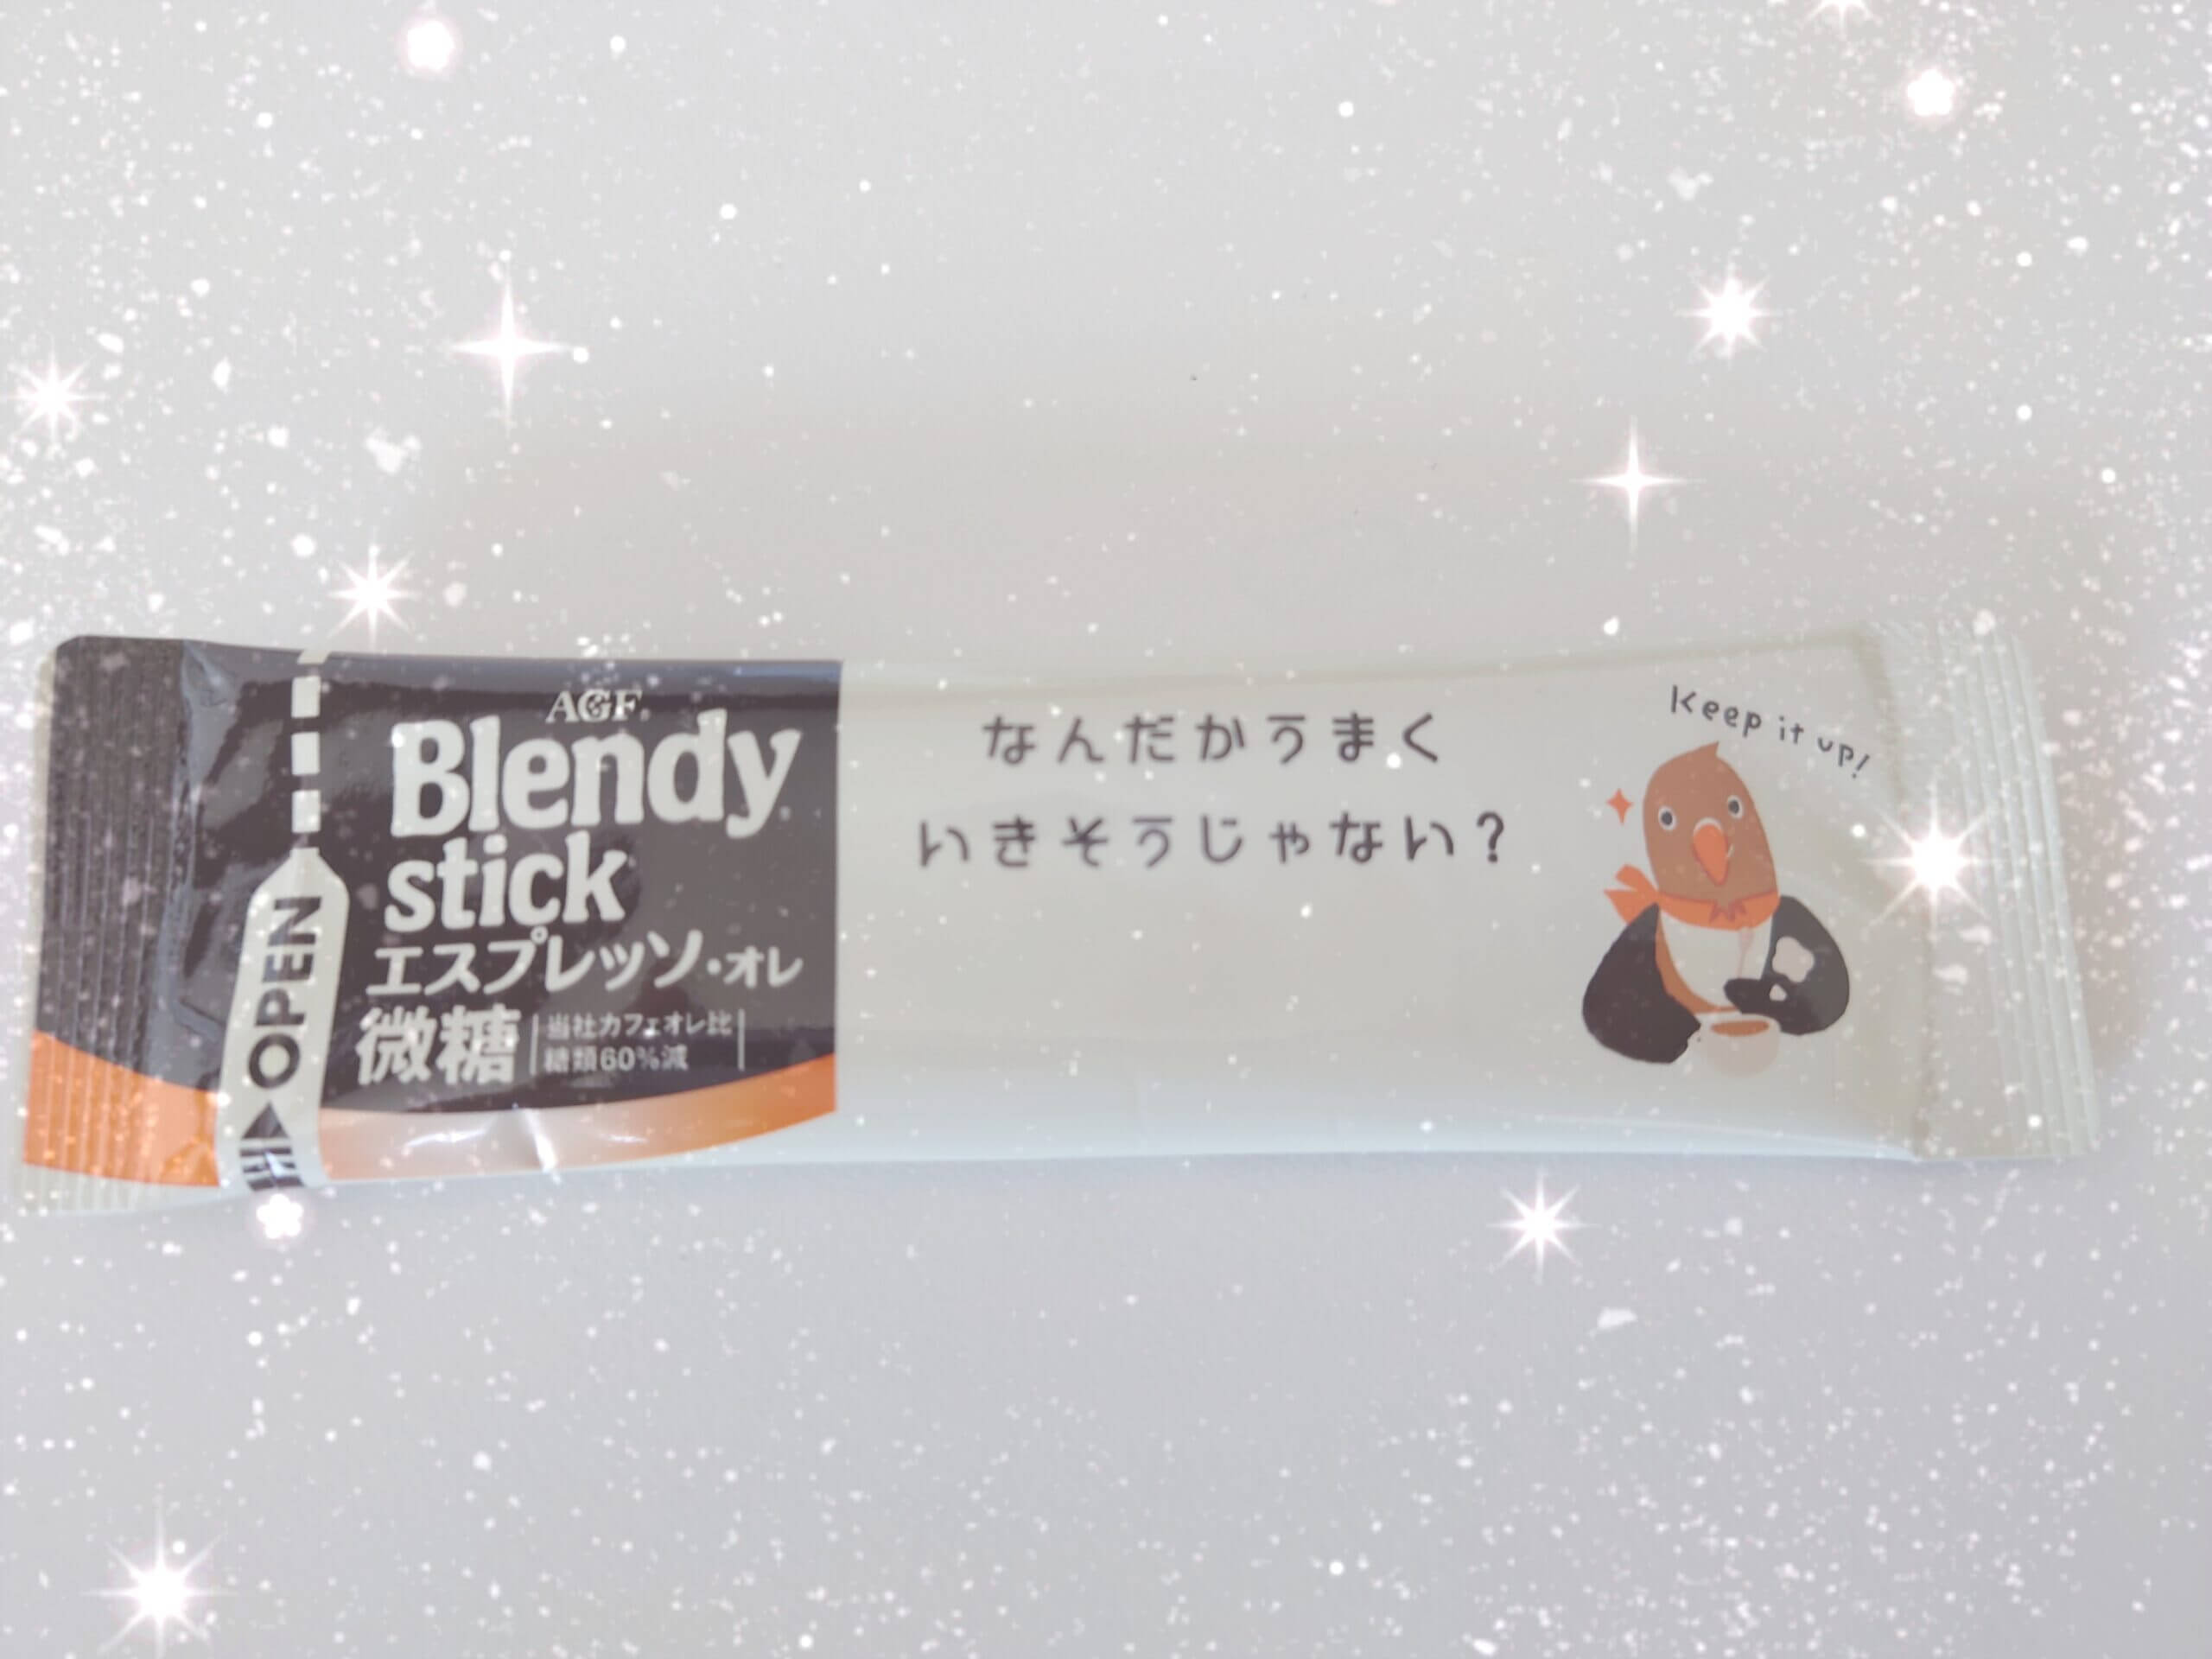 AGF®
Blendy®
stick
エスプレッソ・オレ
微糖
当社カフェオレ比
糖類60%減
OPEN
なんだかうまく
いきそうじゃない?
Keep it up!